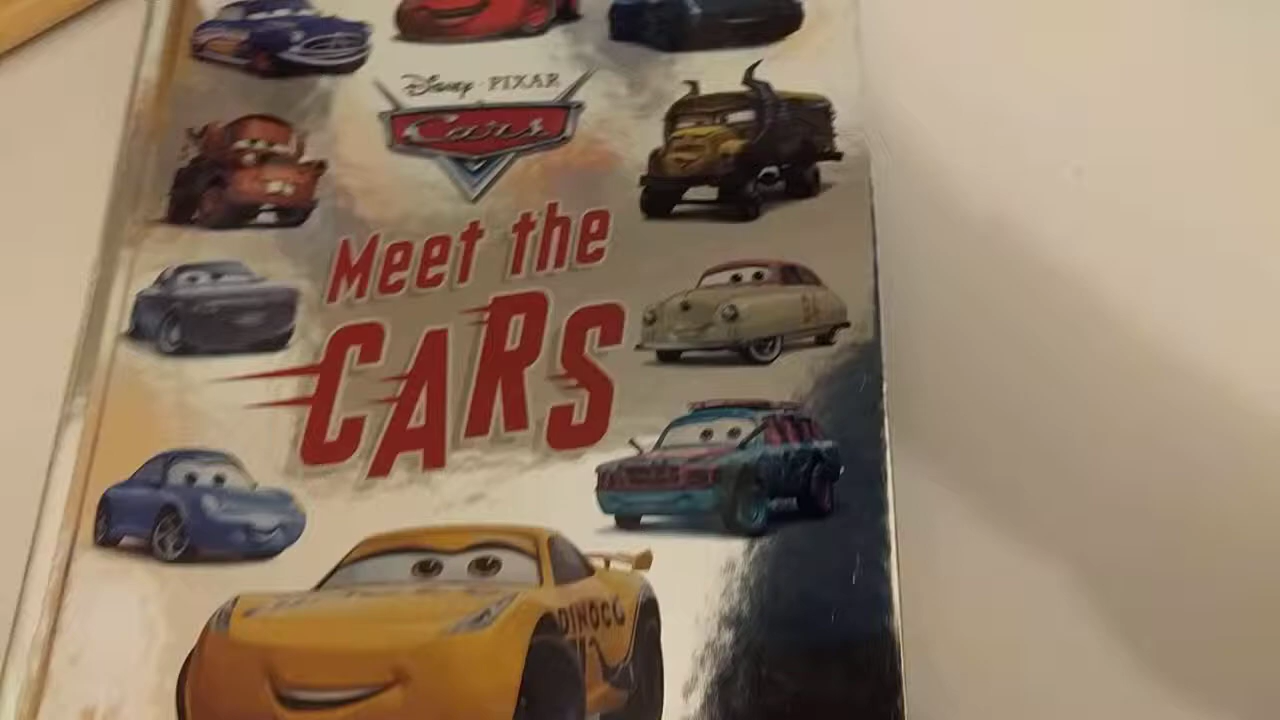 Disney · PIXAR
Cars
Meet the
CARS
DINOCO